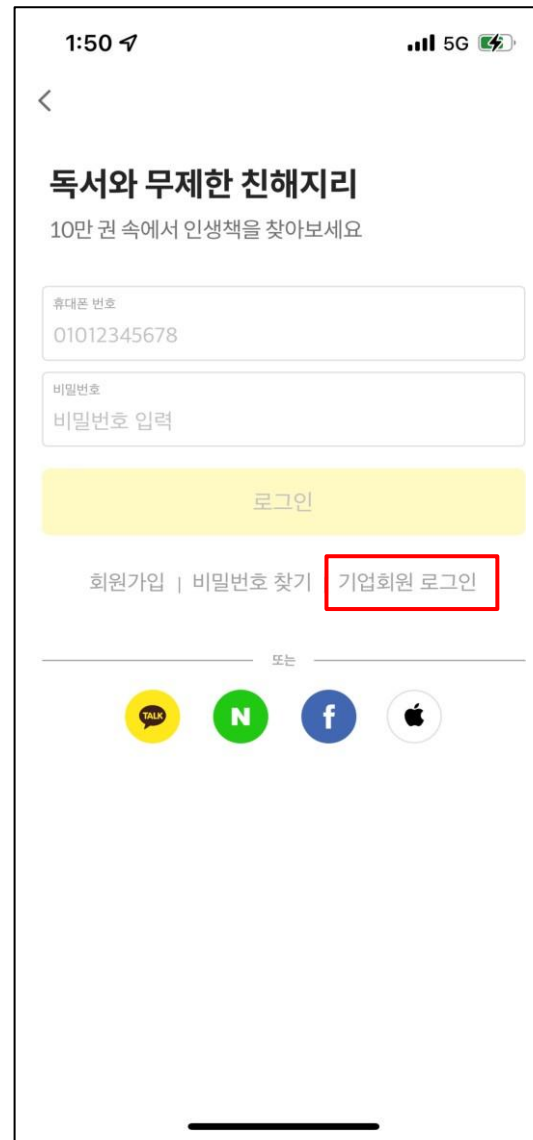 1:50 5G
독서와 무제한 친해지리
10만 권 속에서 인생책을 찾아보세요
휴대폰 번호
01012345678
비밀번호
비밀번호 입력
로그인
회원가입 | 비밀번호 찾기 기업회원 로그인
또는
TALK N f